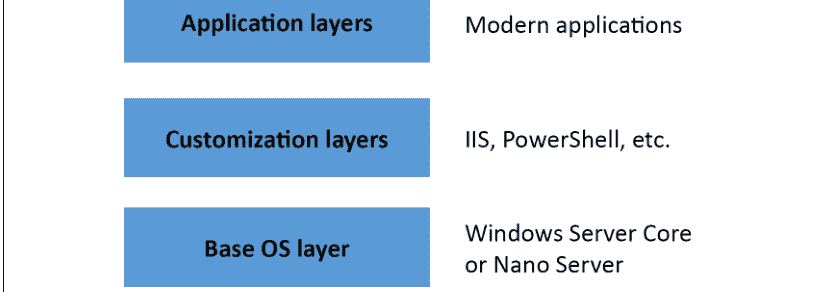 Application layers
Modern applications
Customization layers
IIS, PowerShell, etc.
Base OS layer
Windows Server Core
or Nano Server